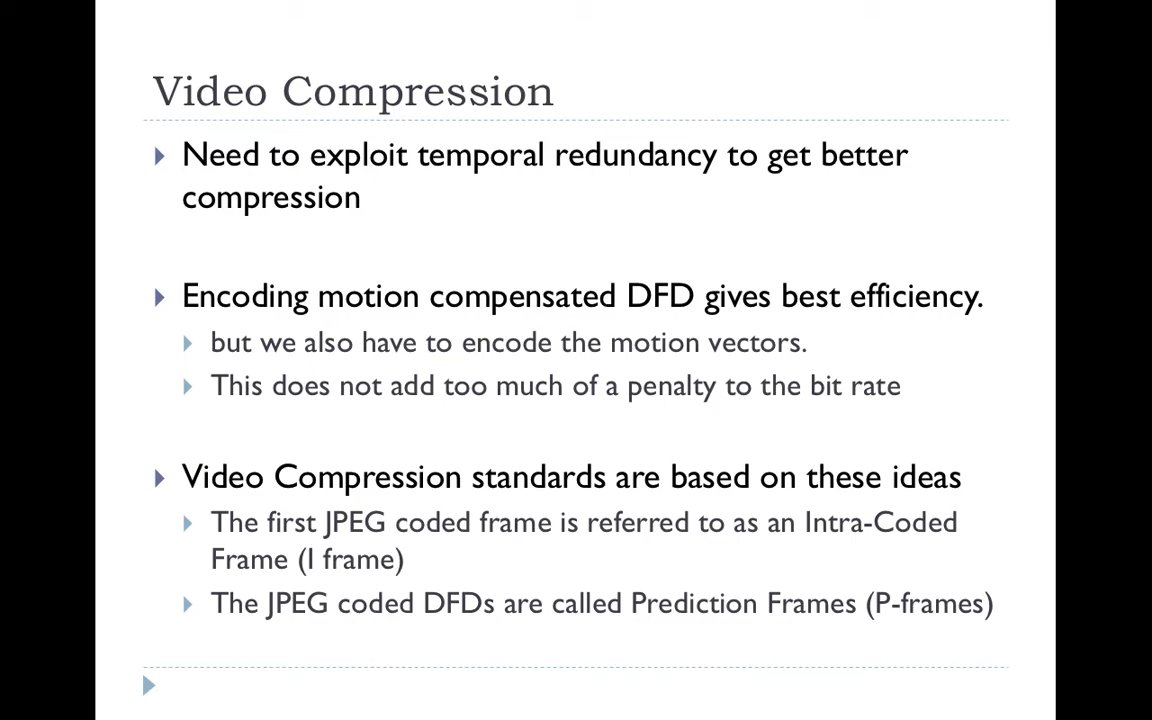 Video Compression
Need to exploit temporal redundancy to get better
compression
Encoding motion compensated DFD gives best efficiency.
but we also have to encode the motion vectors.
This does not add too much of a penalty to the bit rate
Video Compression standards are based on these ideas
The first JPEG coded frame is referred to as an Intra-Coded
Frame (I frame)
The JPEG coded DFDs are called Prediction Frames (P-frames)